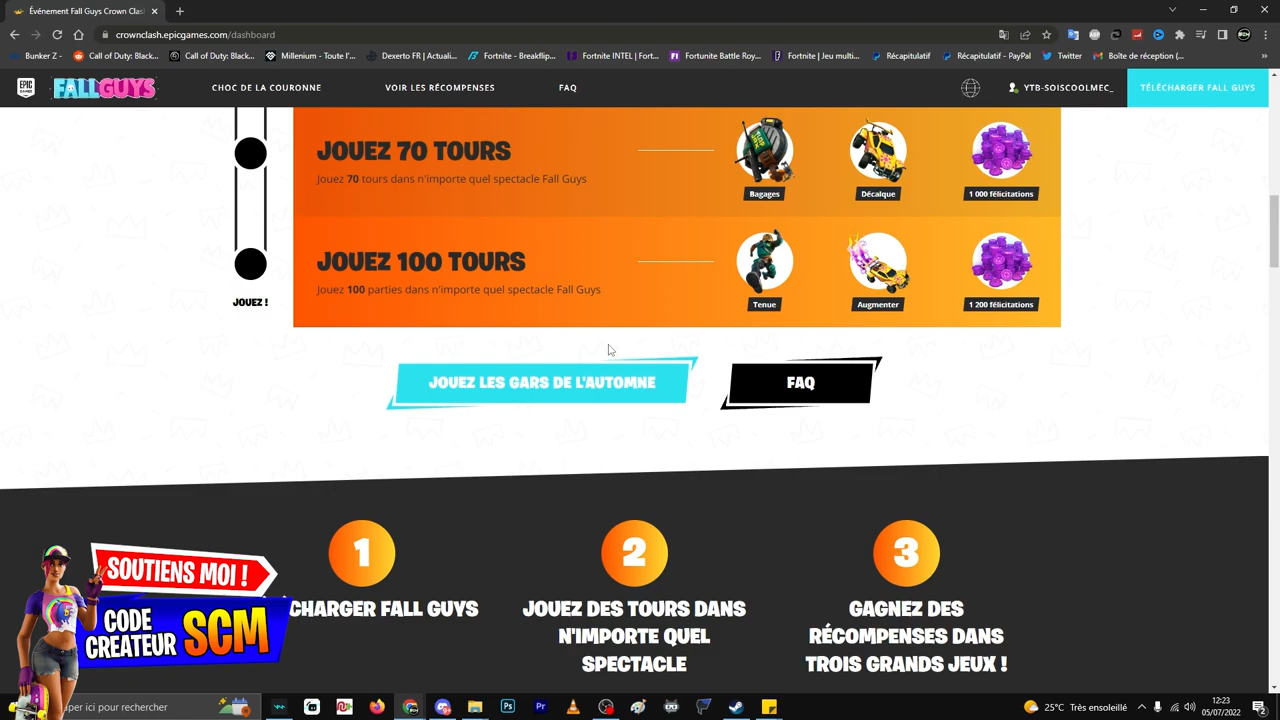 Événement Fall Guys Crown Clas
crownclash.epicgames.com/dashboard
Bunker Z -
Call of Duty: Black...
Call of Duty: Black...
Millenium - Toute l'...
Dexerto FR | Actuali...
Fortnite - Breakflip...
Fortnite INTEL | Fort...
Fortunite Battle Roy...
Fortnite | Jeu multi...
Récapitulatif
Récapitulatif - PayPal
Twitter
Boîte de réception (...
EPIC GAMES
FALLGUYS
CHOC DE LA COURONNE
VOIR LES RÉCOMPENSES
FAQ
YTB-SOISCOOLMEC_
TÉLÉCHARGER FALL GUYS
JOUEZ 70 TOURS
Jouez 70 tours dans n'importe quel spectacle Fall Guys
Bagages
Décalque
1 000 félicitations
JOUEZ 100 TOURS
Jouez 100 parties dans n'importe quel spectacle Fall Guys
Tenue
Augmenter
1 200 félicitations
JOUEZ !
JOUEZ LES GARS DE L'AUTOMNE
FAQ
1
2
3
CHARGER FALL GUYS
JOUEZ DES TOURS DANS
N'IMPORTE QUEL
SPECTACLE
GAGNEZ DES
RÉCOMPENSES DANS
TROIS GRANDS JEUX !
SOUTIENS MOI !
CODE
CRÉATEUR SCM
per ici pour rechercher
25°C Très ensoleillé
12:23
05/07/2022